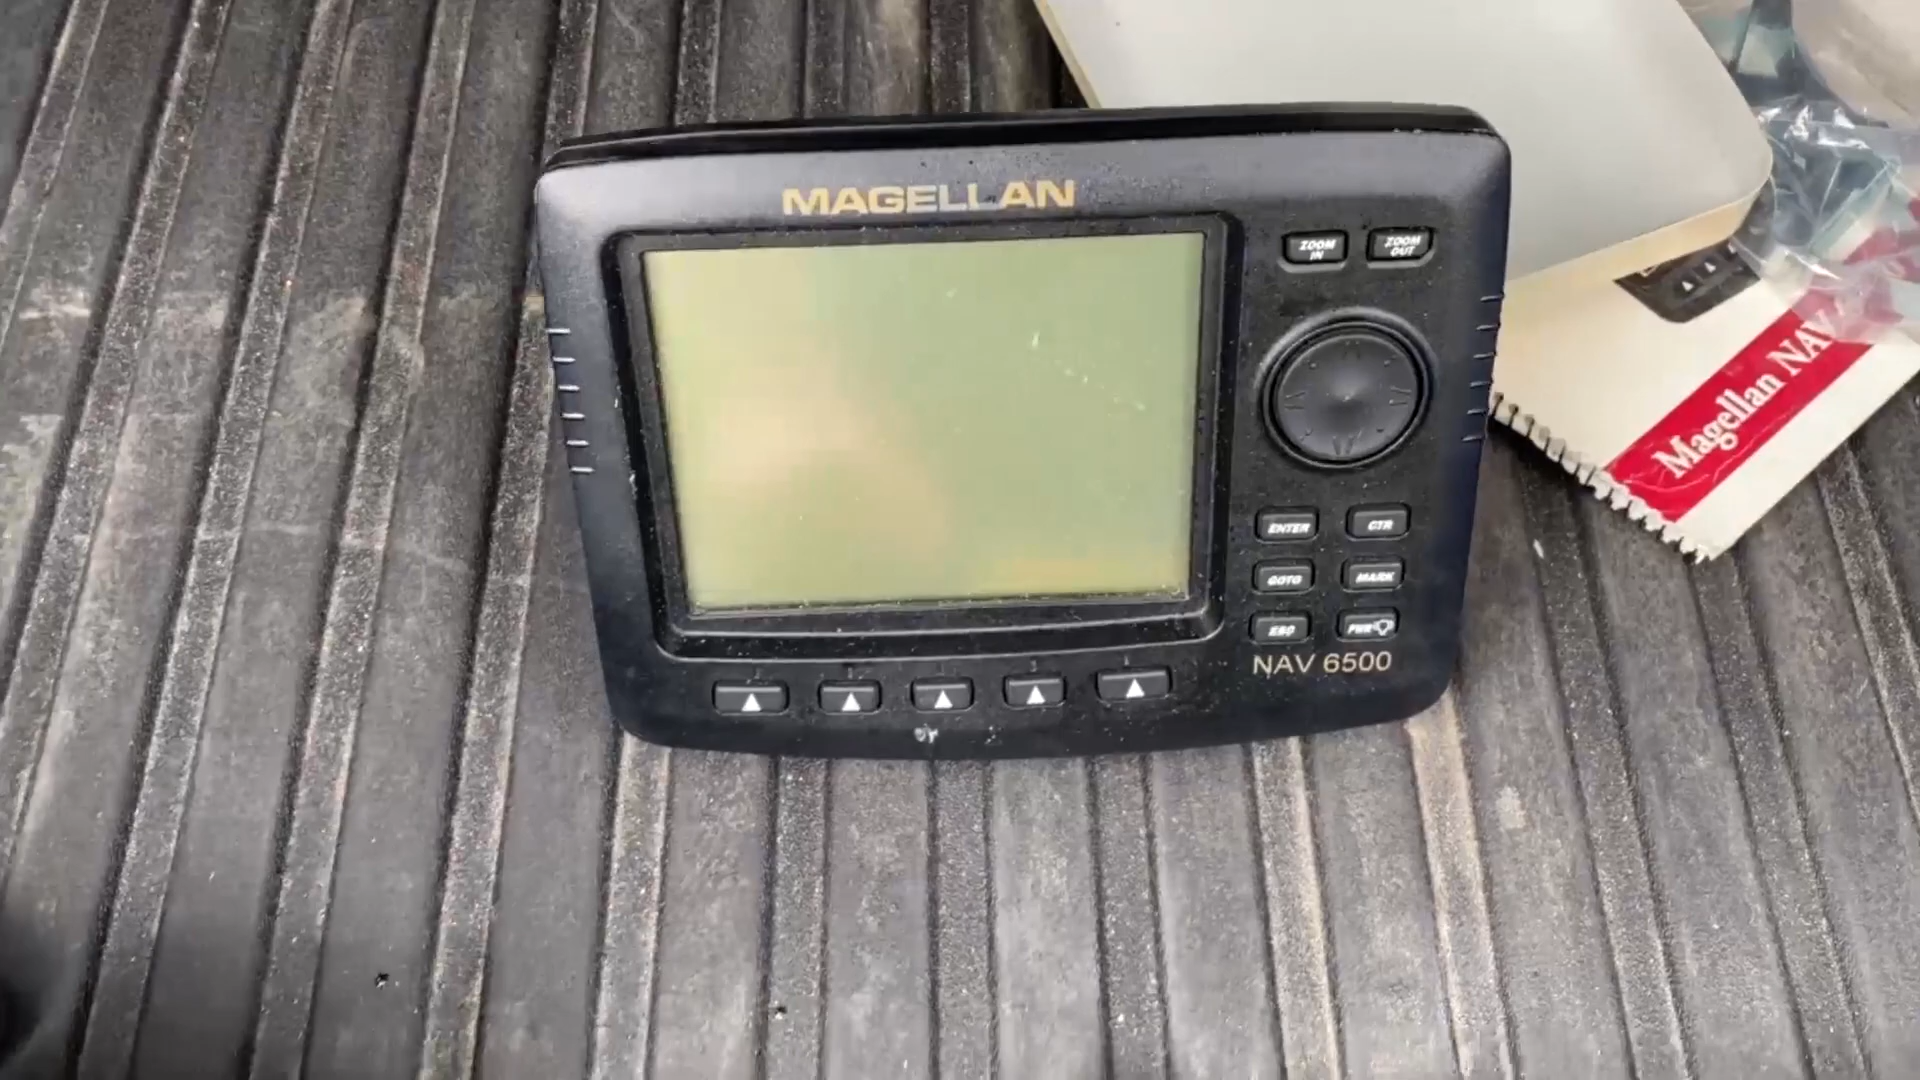 MAGELLAN
ZOOM IN
ZOOM OUT
ENTER
CTR
GOTO
MARK
ESC
PWR
NAV 6500
Magellan NAV